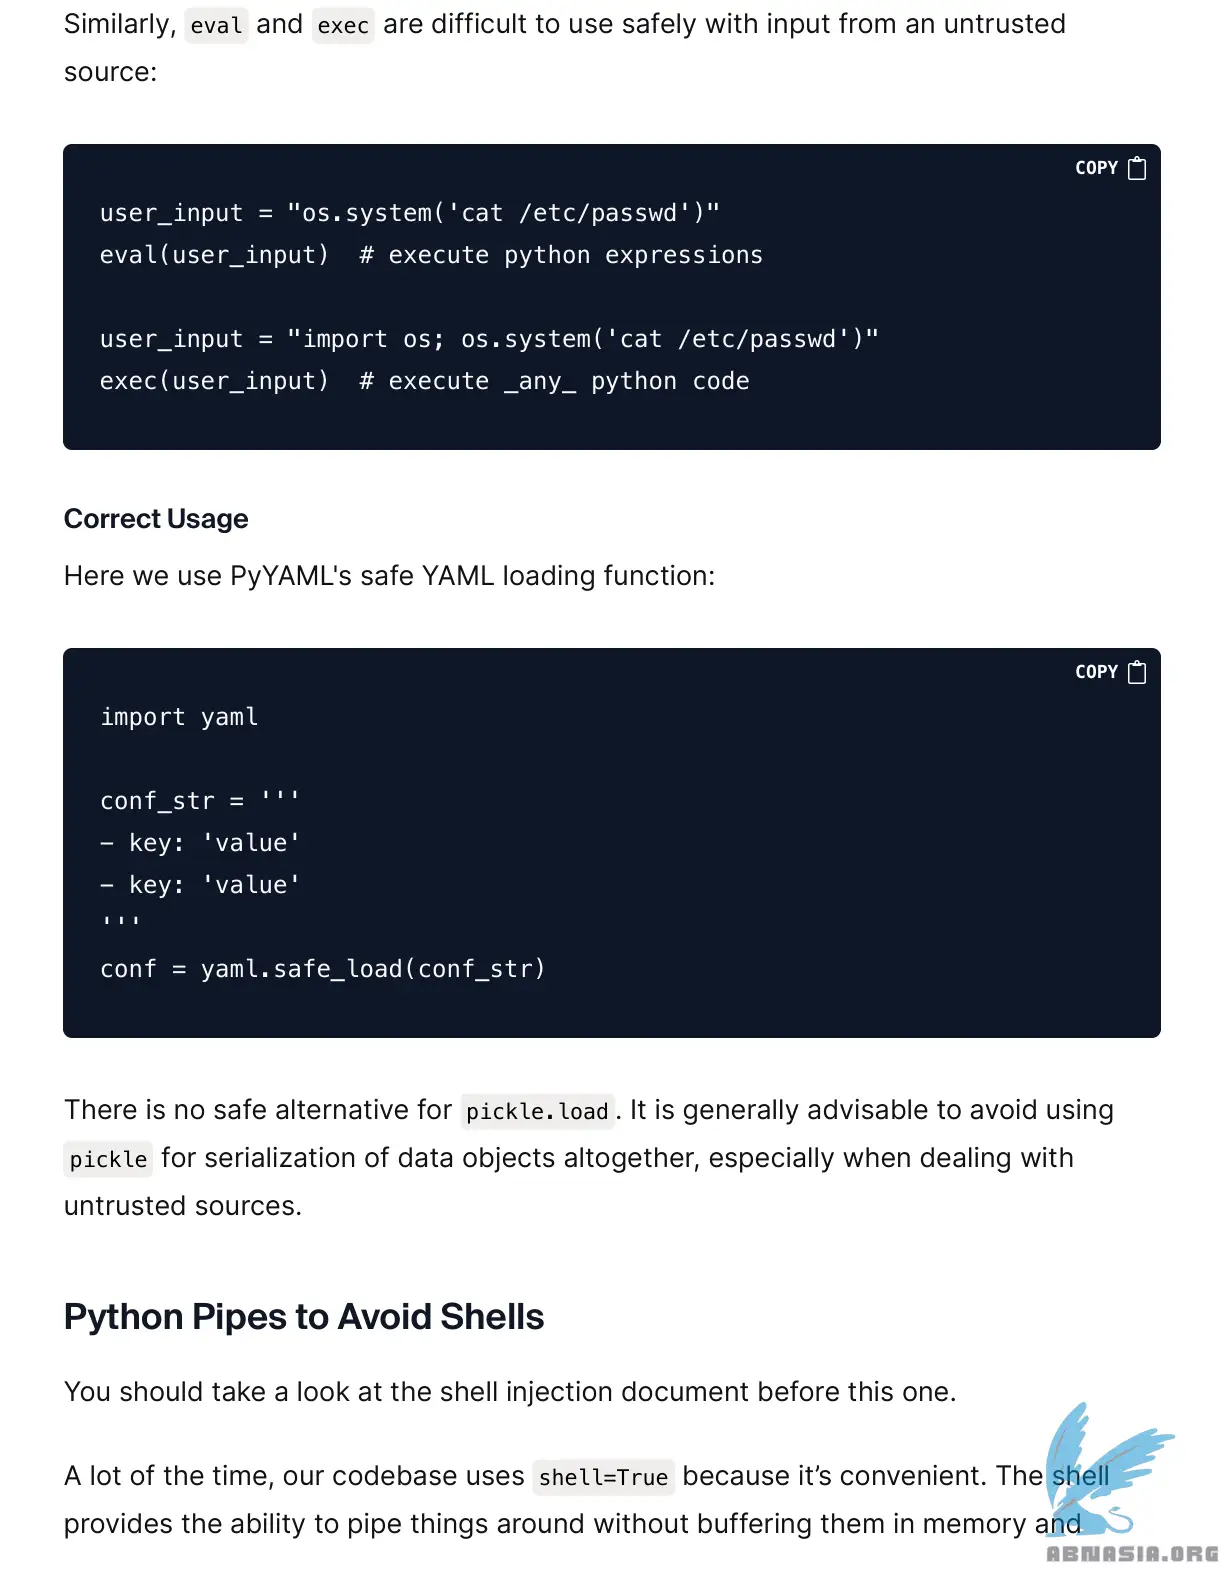 Similarly, eval and exec are difficult to use safely with input from an untrusted
source:
COPY
user_input = "os.system('cat /etc/passwd')"
eval(user_input)  # execute python expressions
user_input = "import os; os.system('cat /etc/passwd')"
exec(user_input)  # execute _any_ python code
Correct Usage
Here we use PyYAML's safe YAML loading function:
COPY
import yaml
conf_str = '''
- key: 'value'
- key: 'value'
'''
conf = yaml.safe_load(conf_str)
There is no safe alternative for pickle.load. It is generally advisable to avoid using
pickle for serialization of data objects altogether, especially when dealing with
untrusted sources.
Python Pipes to Avoid Shells
You should take a look at the shell injection document before this one.
A lot of the time, our codebase uses shell=True because it’s convenient. The shell
provides the ability to pipe things around without buffering them in memory and
ABNASIA.ORG